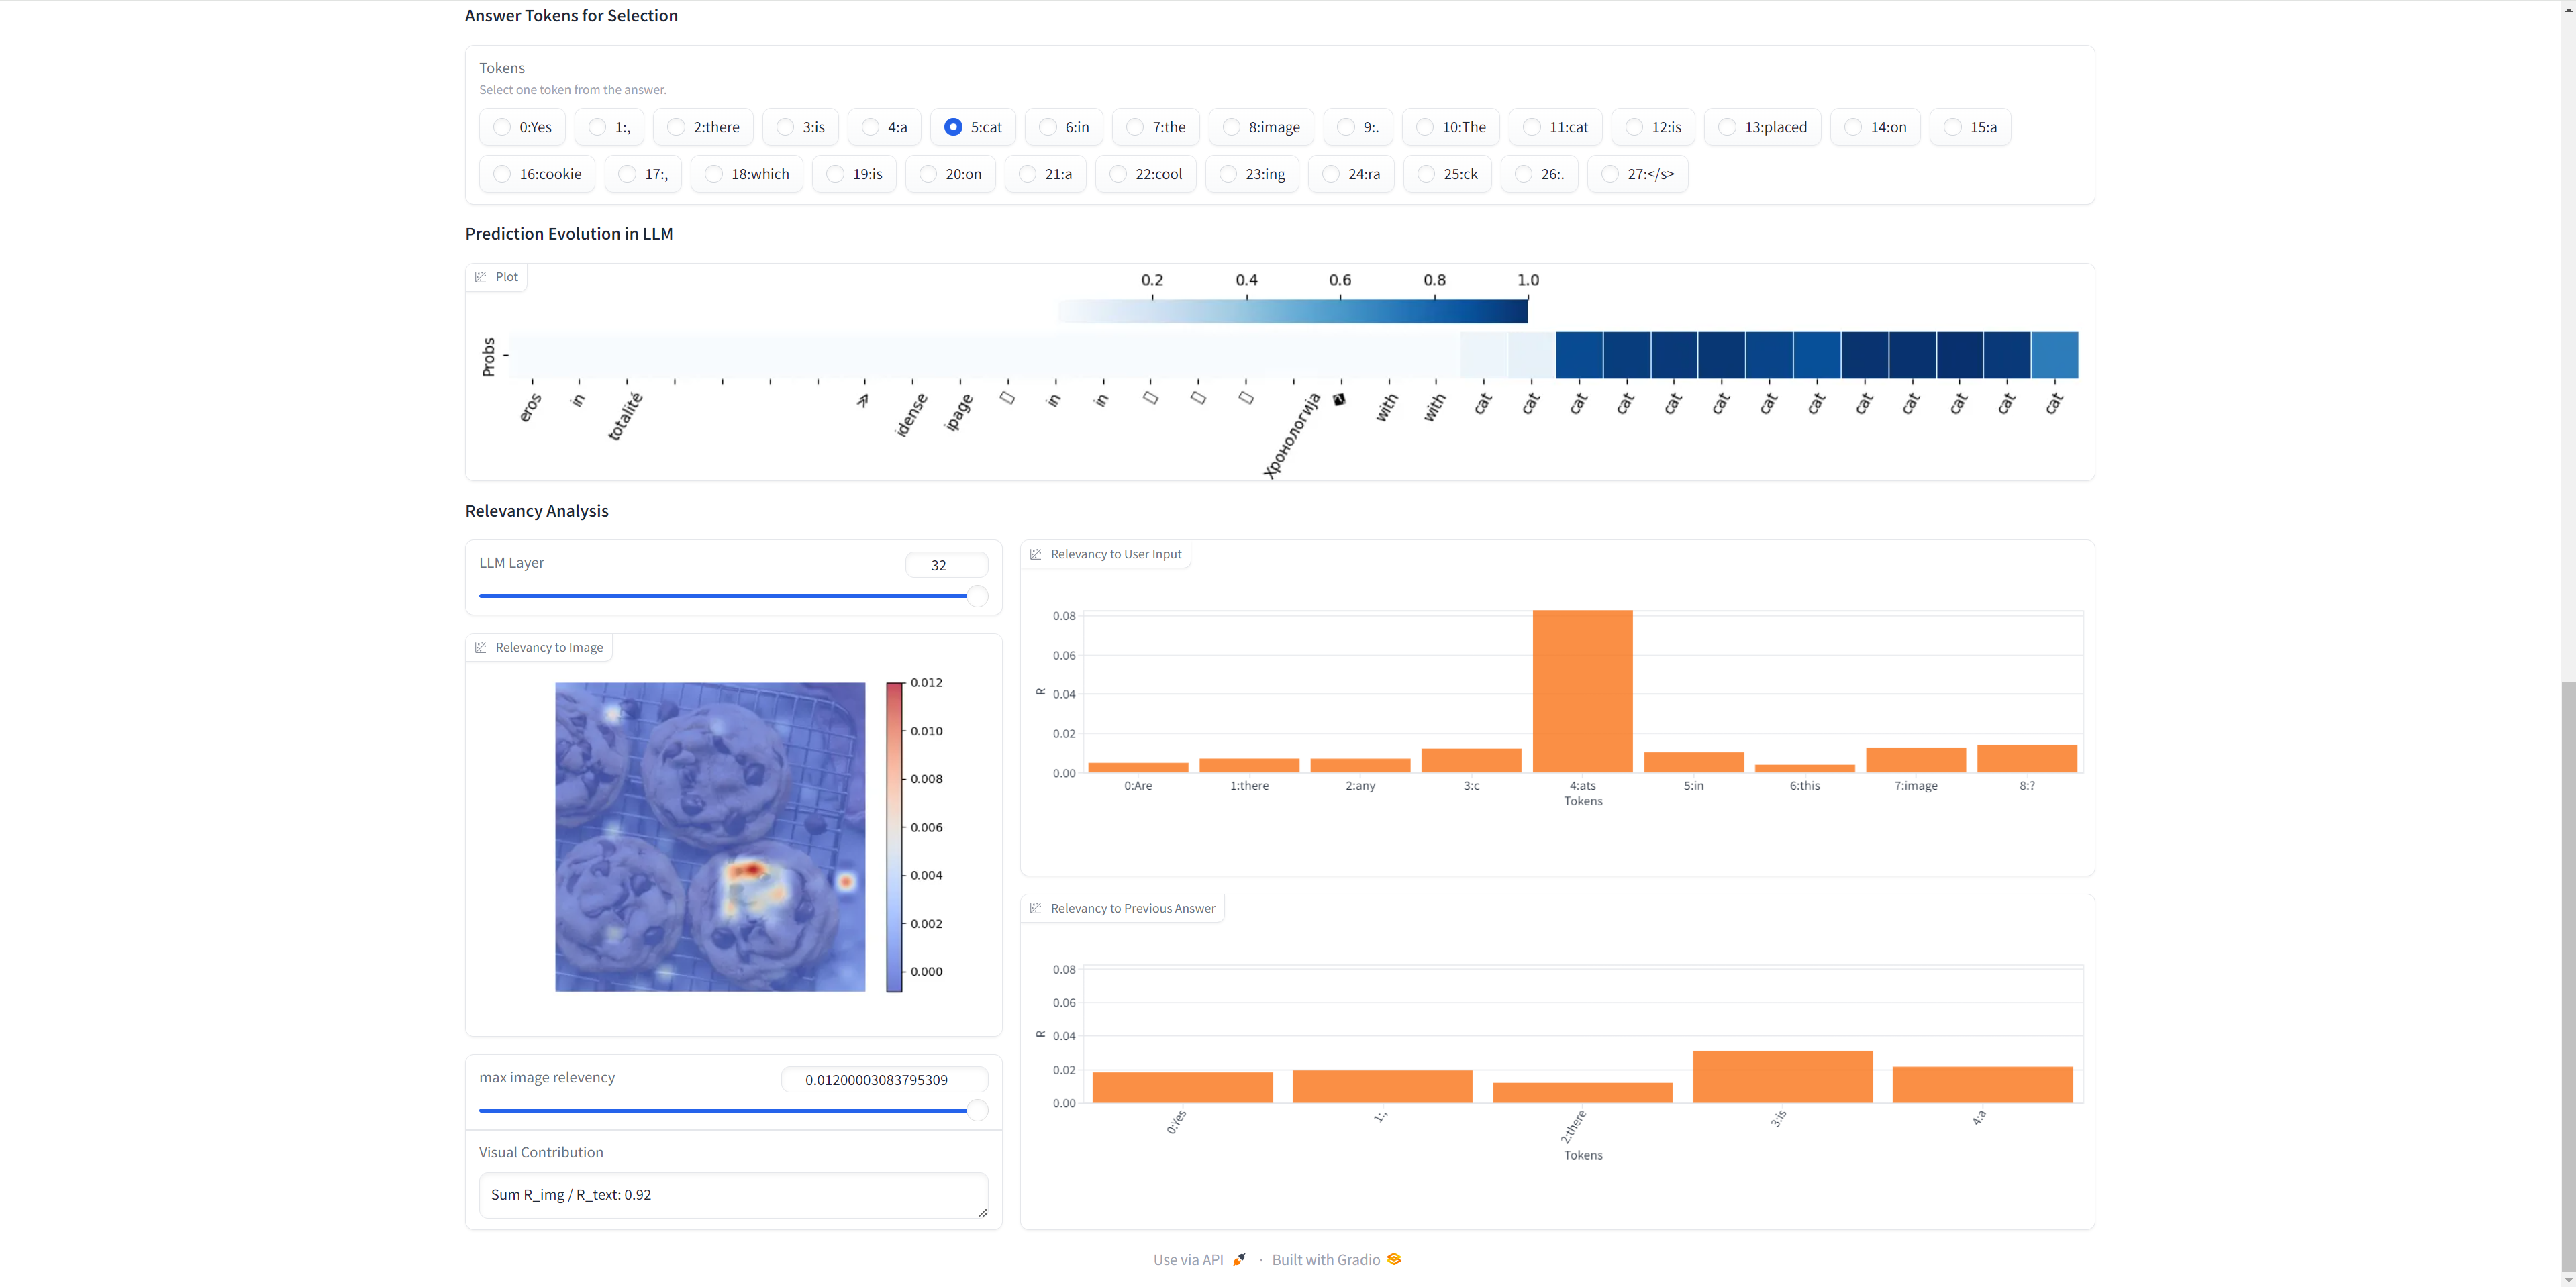 Answer Tokens for Selection
Tokens
Select one token from the answer.
0:Yes 1:, 2:there 3:is 4:a 5:cat 6:in 7:the 8:image 9:. 10:The 11:cat 12:is 13:placed 14:on 15:a
16:cookie 17:, 18:which 19:is 20:on 21:a 22:cool 23:ing 24:ra 25:ck 26:. 27:</s>
Prediction Evolution in LLM
Plot
0.2 0.4 0.6 0.8 1.0
Probs
eros in totalité idense ipage in in Хронологија with with cat cat cat cat cat cat cat cat cat cat cat cat cat
Relevancy Analysis
LLM Layer 32
Relevancy to Image
0.012
0.010
0.008
0.006
0.004
0.002
0.000
max image relevency 0.01200003083795309
Visual Contribution
Sum R_img / R_text: 0.92
Relevancy to User Input
0.08
0.06
0.04
0.02
0.00
R
0:Are 1:there 2:any 3:c 4:ats 5:in 6:this 7:image 8:?
Tokens
Relevancy to Previous Answer
0.08
0.06
0.04
0.02
0.00
R
0:Yes 1:, 2:there 3:is 4:a
Tokens
Use via API · Built with Gradio